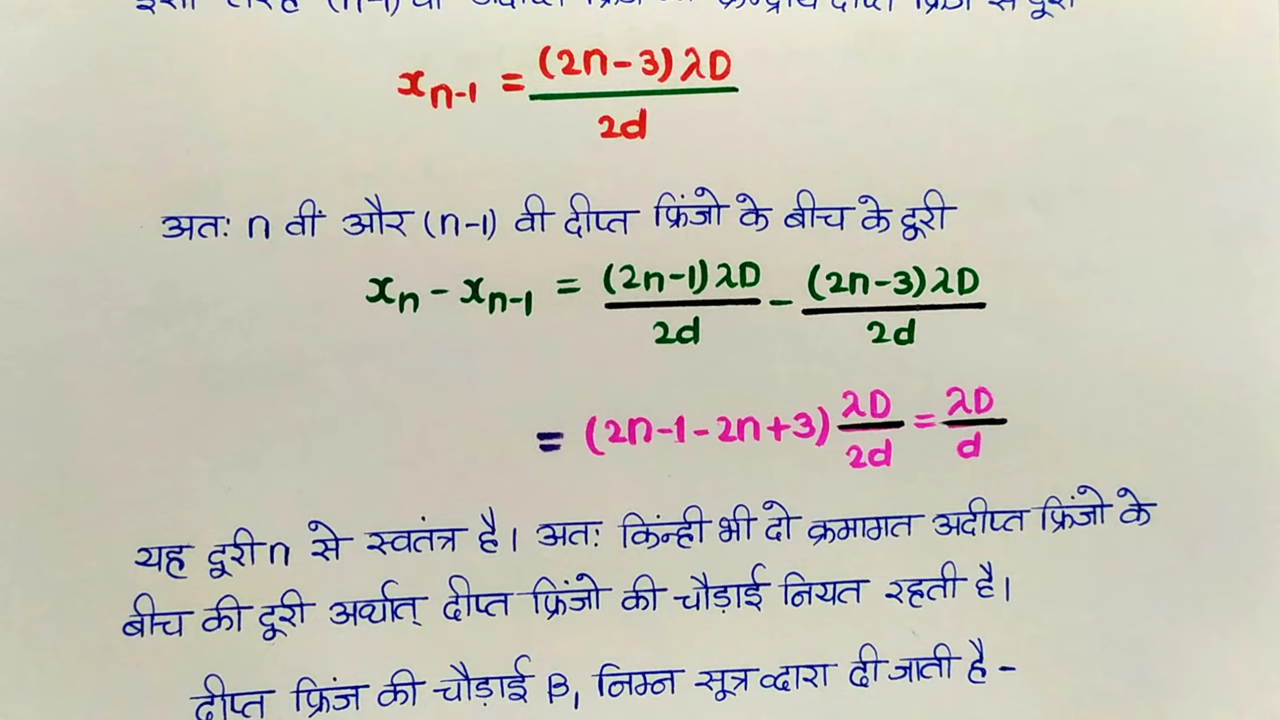 x_{n-1} = (2n-3)λD / 2d
अतः n वीं और (n-1) वी दीप्त फ्रिंजो के बीच के दूरी
x_n - x_{n-1} = (2n-1)λD / 2d - (2n-3)λD / 2d
= (2n-1-2n+3) λD / 2d = λD / d
यह दूरी n से स्वतंत्र है। अतः किंन्ही भी दो क्रमागत अदीप्त फ्रिंजो के
बीच की दूरी अर्थात् दीप्त फ्रिंजो की चौड़ाई नियत रहती है।
दीप्त फ्रिंज की चौड़ाई β, निम्न सूत्र द्वारा दी जाती है -